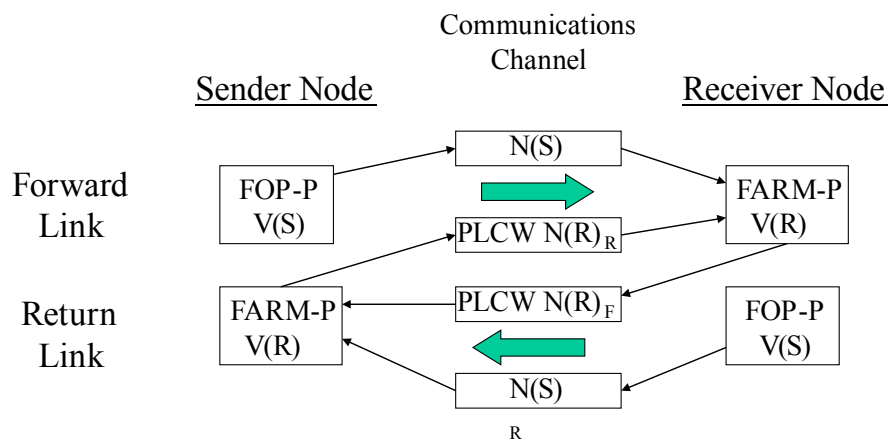 Communications
Channel
Sender Node
Receiver Node
Forward
Link
FOP-P
V(S)
N(S)
PLCW N(R)R
FARM-P
V(R)
Return
Link
FARM-P
V(R)
PLCW N(R)F
N(S)
FOP-P
V(S)
R